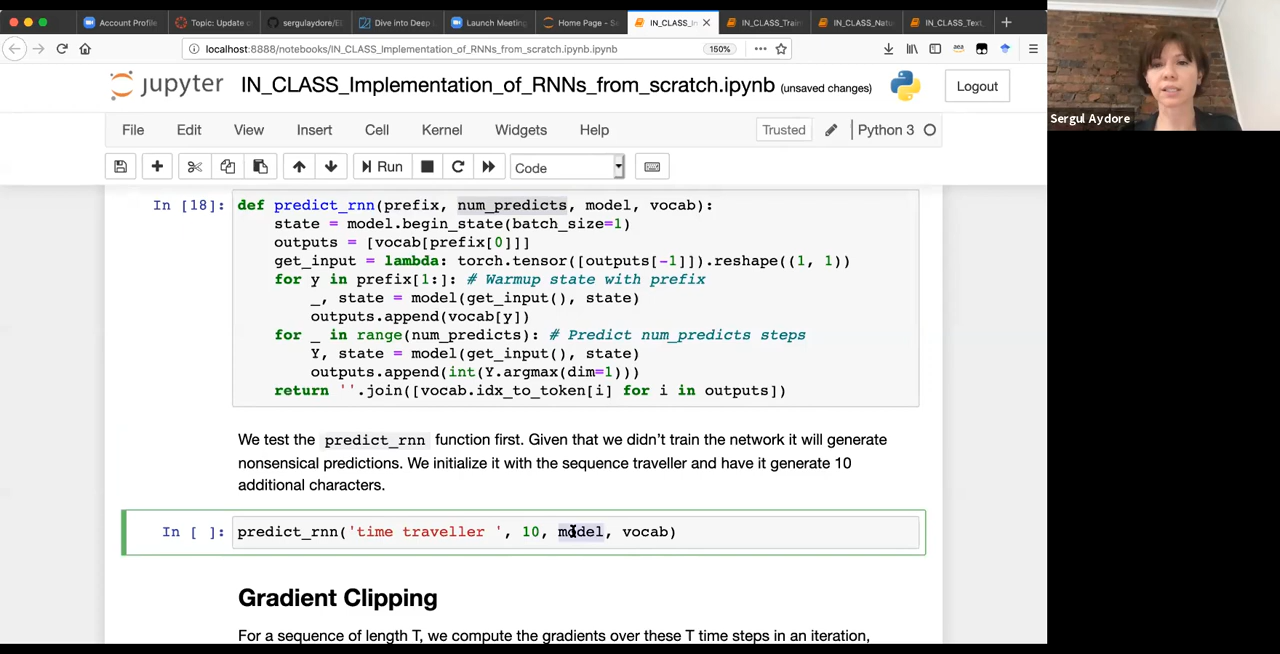 Account Profile
Topic: Update c
sergulaydore/E
Dive into Deep
Launch Meeting
Home Page - S
IN_CLASS_I
IN_CLASS_Train
IN_CLASS_Natu
IN_CLASS_Text_
localhost:8888/notebooks/IN_CLASS_Implementation_of_RNNs_from_scratch.ipynb.ipynb
150%
jupyter
IN_CLASS_Implementation_of_RNNs_from_scratch.ipynb (unsaved changes)
Logout
File Edit View Insert Cell Kernel Widgets Help
Trusted
Python 3
Run
Code
In [18]:
def predict_rnn(prefix, num_predicts, model, vocab):
state = model.begin_state(batch_size=1)
outputs = [vocab[prefix[0]]]
get_input = lambda: torch.tensor([outputs[-1]]).reshape((1, 1))
for y in prefix[1:]: # Warmup state with prefix
_, state = model(get_input(), state)
outputs.append(vocab[y])
for _ in range(num_predicts): # Predict num_predicts steps
Y, state = model(get_input(), state)
outputs.append(int(Y.argmax(dim=1)))
return ''.join([vocab.idx_to_token[i] for i in outputs])
We test the predict_rnn function first. Given that we didn't train the network it will generate
nonsensical predictions. We initialize it with the sequence traveller and have it generate 10
additional characters.
In [ ]: predict_rnn('time traveller ', 10, model, vocab)
Gradient Clipping
For a sequence of length T, we compute the gradients over these T time steps in an iteration,
Sergul Aydore